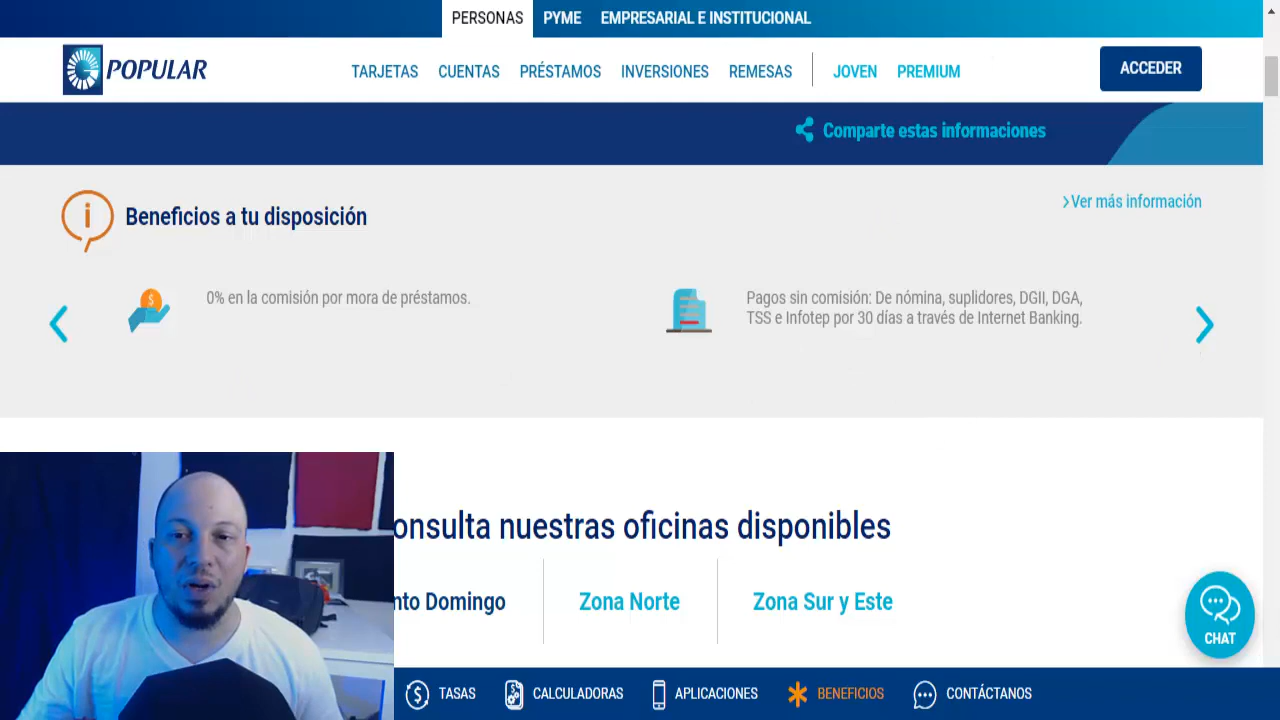 PERSONAS PYME EMPRESARIAL E INSTITUCIONAL
POPULAR TARJETAS CUENTAS PRÉSTAMOS INVERSIONES REMESAS JOVEN PREMIUM ACCEDER
Comparte estas informaciones
Beneficios a tu disposición
Ver más información
0% en la comisión por mora de préstamos.
Pagos sin comisión: De nómina, suplidores, DGII, DGA,
TSS e Infotep por 30 días a través de Internet Banking.
onsulta nuestras oficinas disponibles
nto Domingo Zona Norte Zona Sur y Este
CHAT
TASAS CALCULADORAS APLICACIONES BENEFICIOS CONTÁCTANOS